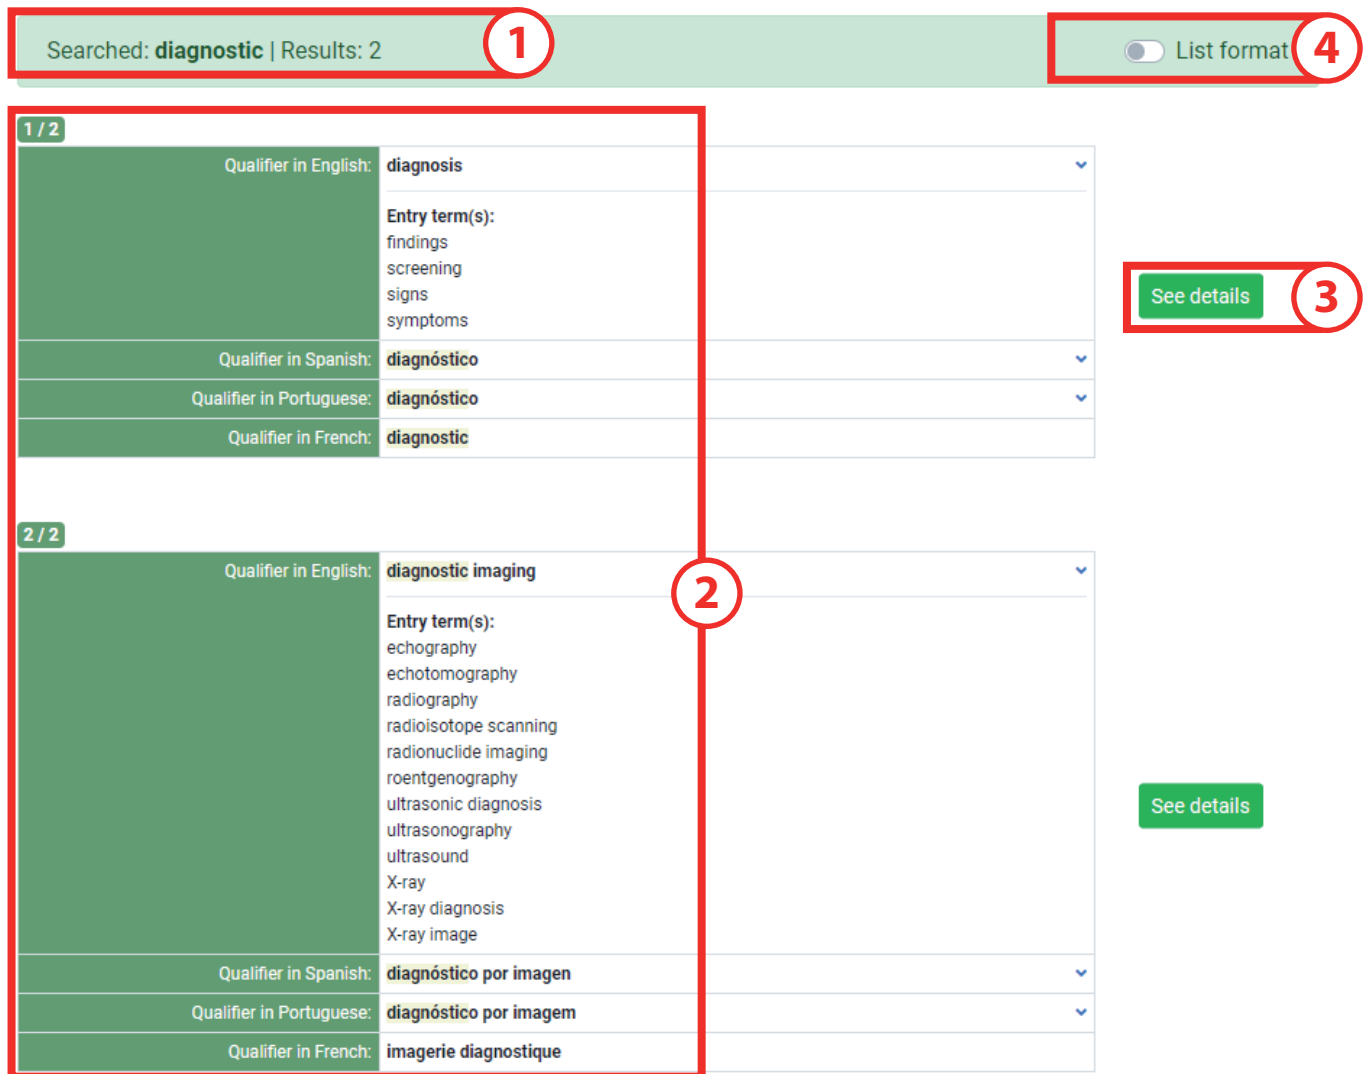 Searched: diagnostic | Results: 2
1
List format
4
1 / 2
Qualifier in English: diagnosis
Entry term(s):
findings
screening
signs
symptoms
See details
3
Qualifier in Spanish: diagnóstico
Qualifier in Portuguese: diagnóstico
Qualifier in French: diagnostic
2 / 2
Qualifier in English: diagnostic imaging
2
Entry term(s):
echography
echotomography
radiography
radioisotope scanning
radionuclide imaging
roentgenography
ultrasonic diagnosis
ultrasonography
ultrasound
X-ray
X-ray diagnosis
X-ray image
See details
Qualifier in Spanish: diagnóstico por imagen
Qualifier in Portuguese: diagnóstico por imagem
Qualifier in French: imagerie diagnostique